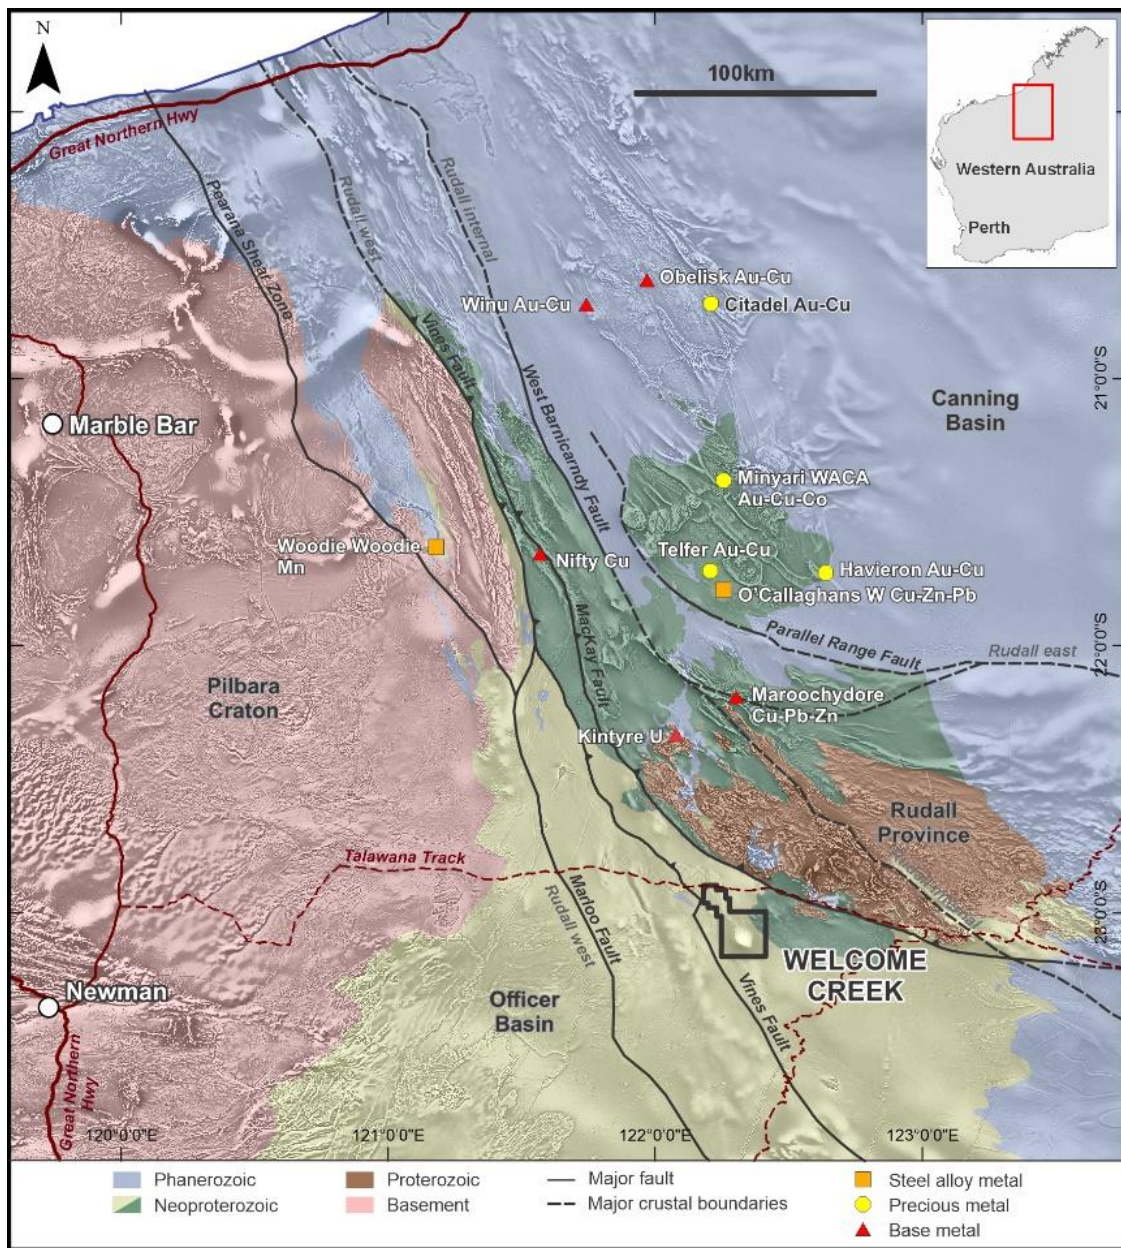 N
100km
Great Northern Hwy
Western Australia
Perth
Pearana Shear Zone
Rudall west
Rudall internal
Obelisk Au-Cu
Winu Au-Cu
Citadel Au-Cu
Vines Fault
West Barnicarndy Fault
21°0'0"S
Canning
Basin
Marble Bar
Minyari WACA
Au-Cu-Co
Woodie Woodie
Mn
Nifty Cu
Telfer Au-Cu
Havieron Au-Cu
O'Callaghans W Cu-Zn-Pb
MacKay Fault
Parallel Range Fault
Rudall east
22°0'0"S
Pilbara
Craton
Maroochydore
Cu-Pb-Zn
Kintyre U
Rudall
Province
Talawana Track
Marloo Fault
Rudall west
23°0'0"S
WELCOME
CREEK
Newman
Officer
Basin
Vines Fault
Great Northern
Hwy
120°0'0"E
121°0'0"E
122°0'0"E
123°0'0"E
Phanerozoic
Proterozoic
Major fault
Steel alloy metal
Neoproterozoic
Basement
Major crustal boundaries
Precious metal
Base metal